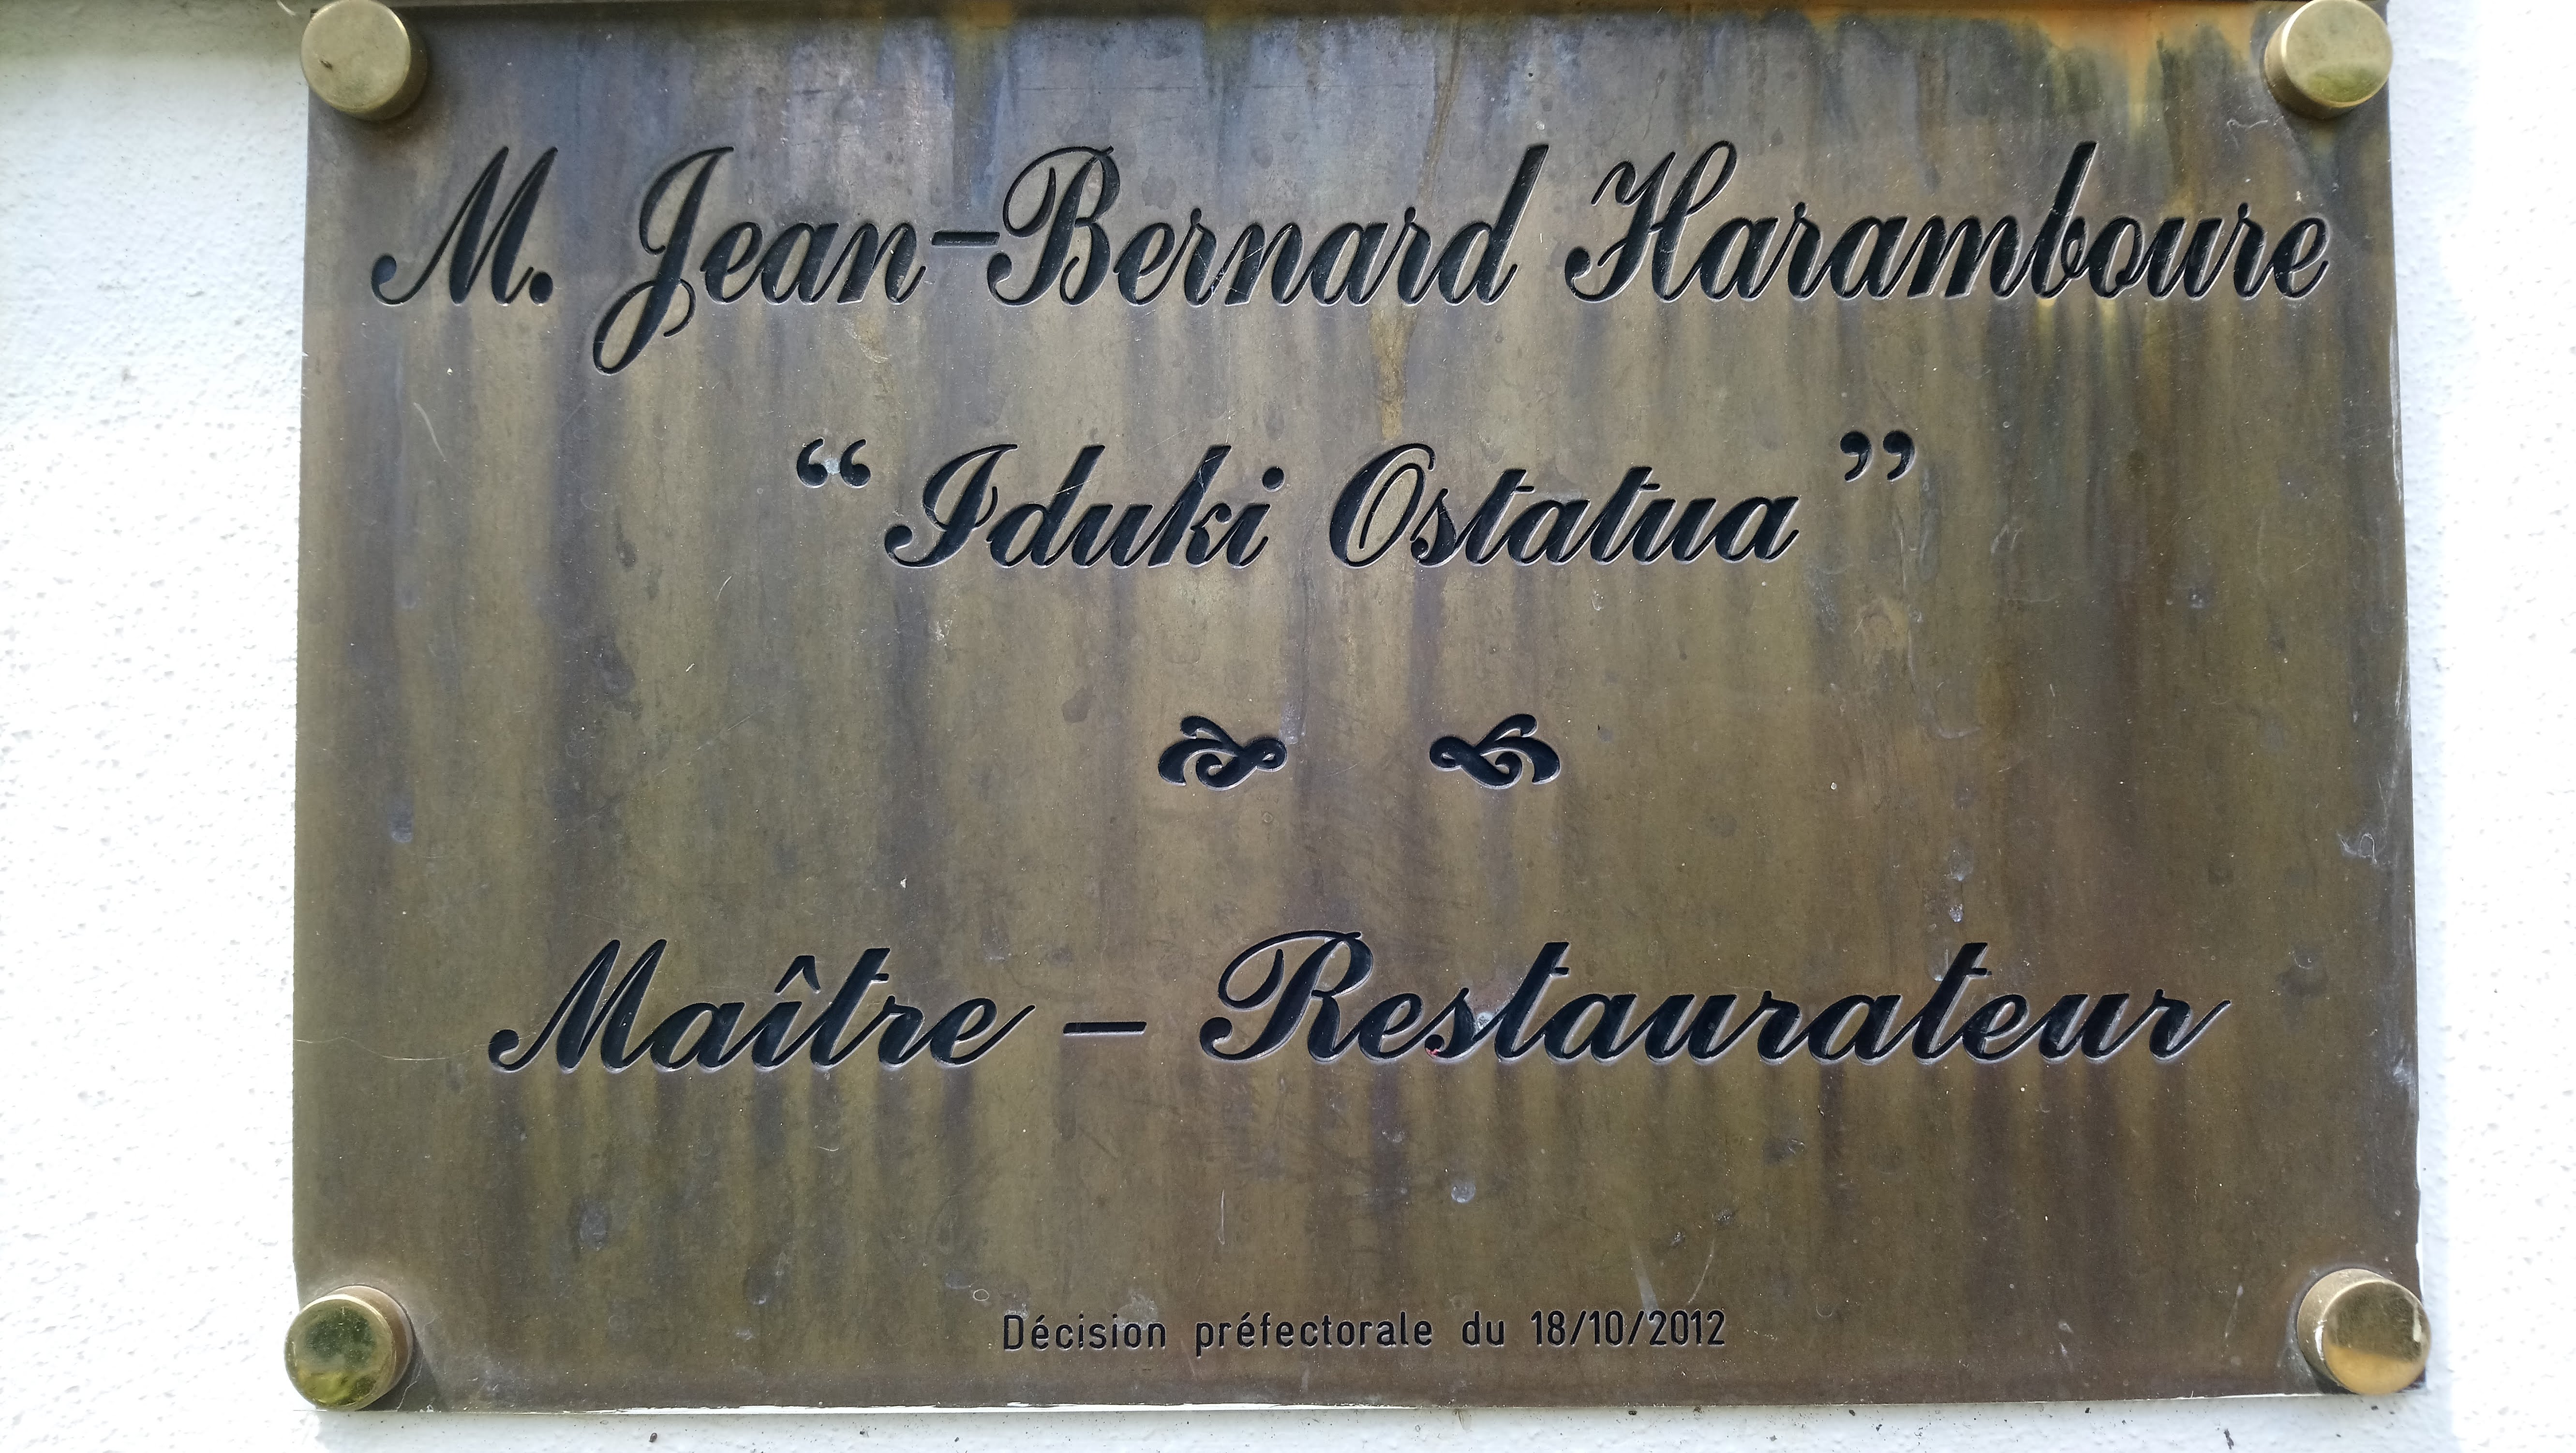 M. Jean-Bernard Haramboure
“ Iduki Ostatua ”
Maître - Restaurateur
Décision préfectorale du 18/10/2012